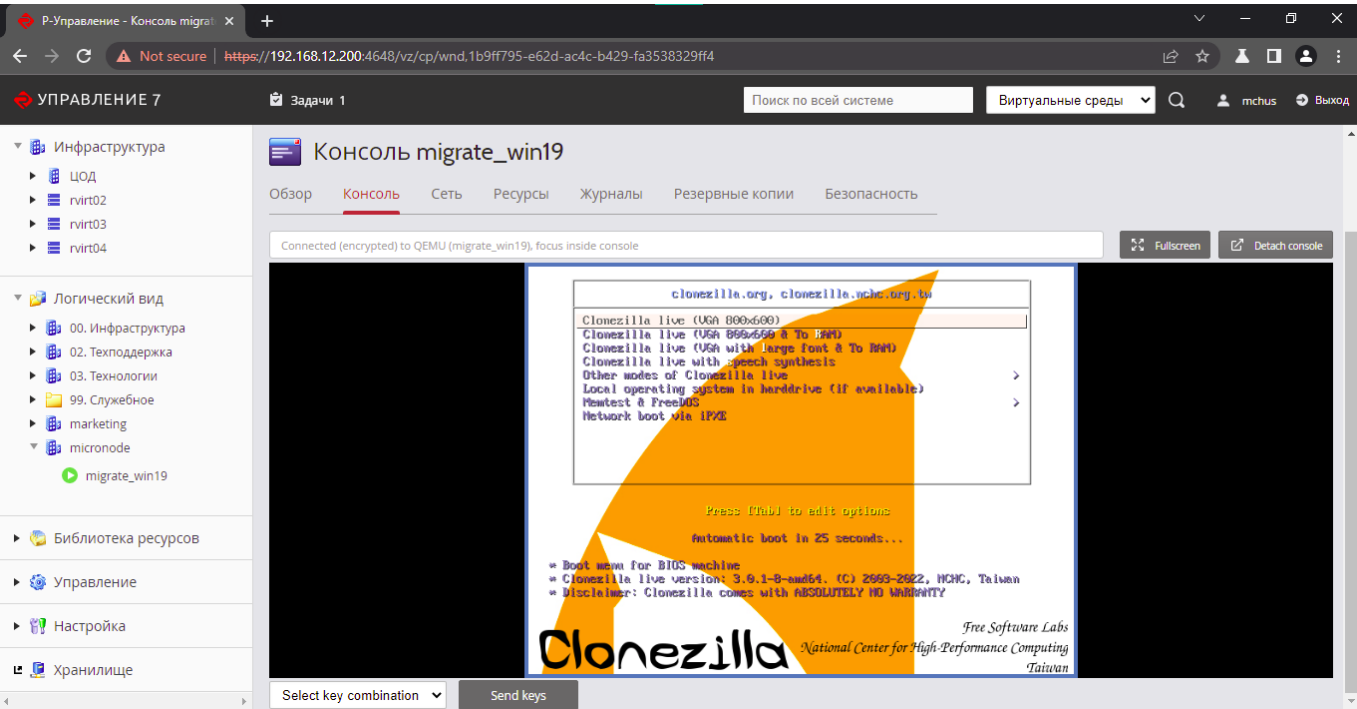 Р-Управление - Консоль migrat
Not secure
https://192.168.12.200:4648/vz/cp/wnd,1b9ff795-e62d-ac4c-b429-fa3538329ff4
УПРАВЛЕНИЕ 7
Задачи 1
Поиск по всей системе
Виртуальные среды
mchus
Выход
Инфраструктура
ЦОД
rvirt02
rvirt03
rvirt04
Логический вид
00. Инфраструктура
02. Техподдержка
03. Технологии
99. Служебное
marketing
micronode
migrate_win19
Библиотека ресурсов
Управление
Настройка
Хранилище
Консоль migrate_win19
Обзор Консоль Сеть Ресурсы Журналы Резервные копии Безопасность
Connected (encrypted) to QEMU (migrate_win19), focus inside console
Fullscreen
Detach console
clonezilla.org, clonezilla.nchc.org.tw
Clonezilla live (VGA 800x600)
Clonezilla live (VGA 800x600 & To RAM)
Clonezilla live (VGA with large font & To RAM)
Clonezilla live with speech synthesis
Other modes of Clonezilla live >
Local operating system in harddrive (if available)
Memtest & FreeDOS >
Network boot via iPXE
Press [Tab] to edit options
Automatic boot in 25 seconds...
* Boot menu for BIOS machine
* Clonezilla live version: 3.0.1-8-amd64. (C) 2003-2022, NCHC, Taiwan
* Disclaimer: Clonezilla comes with ABSOLUTELY NO WARRANTY
Clonezilla
Free Software Labs
National Center for High-Performance Computing
Taiwan
Select key combination
Send keys